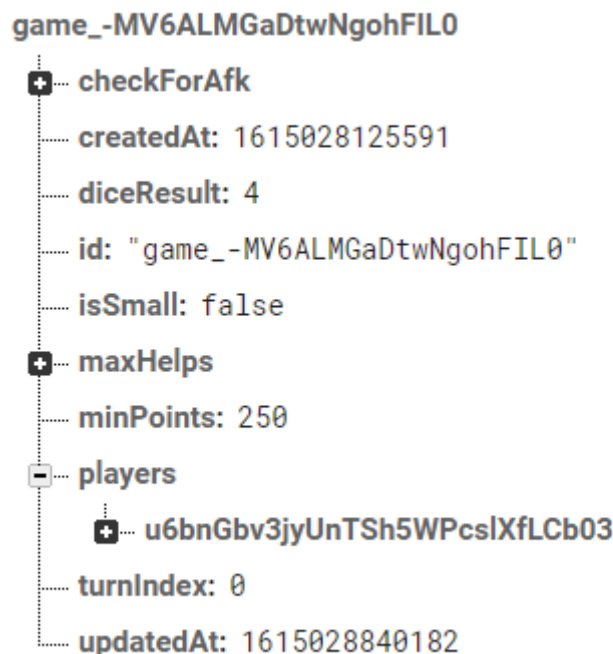 game_-MV6ALMGaDtwNgohFIL0
checkForAfk
createdAt: 1615028125591
diceResult: 4
id: "game_-MV6ALMGaDtwNgohFIL0"
isSmall: false
maxHelps
minPoints: 250
players
u6bnGbv3jyUnTSh5WPcslXfLCb03
turnIndex: 0
updatedAt: 1615028840182